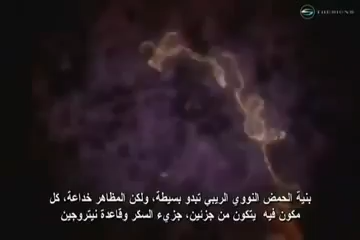 بنية الحمض النووي الريبي تبدو بسيطة، ولكن المظاهر خداعة، كل
مكون فيه يتكون من جزئين، جزيء السكر وقاعدة نيتروجين